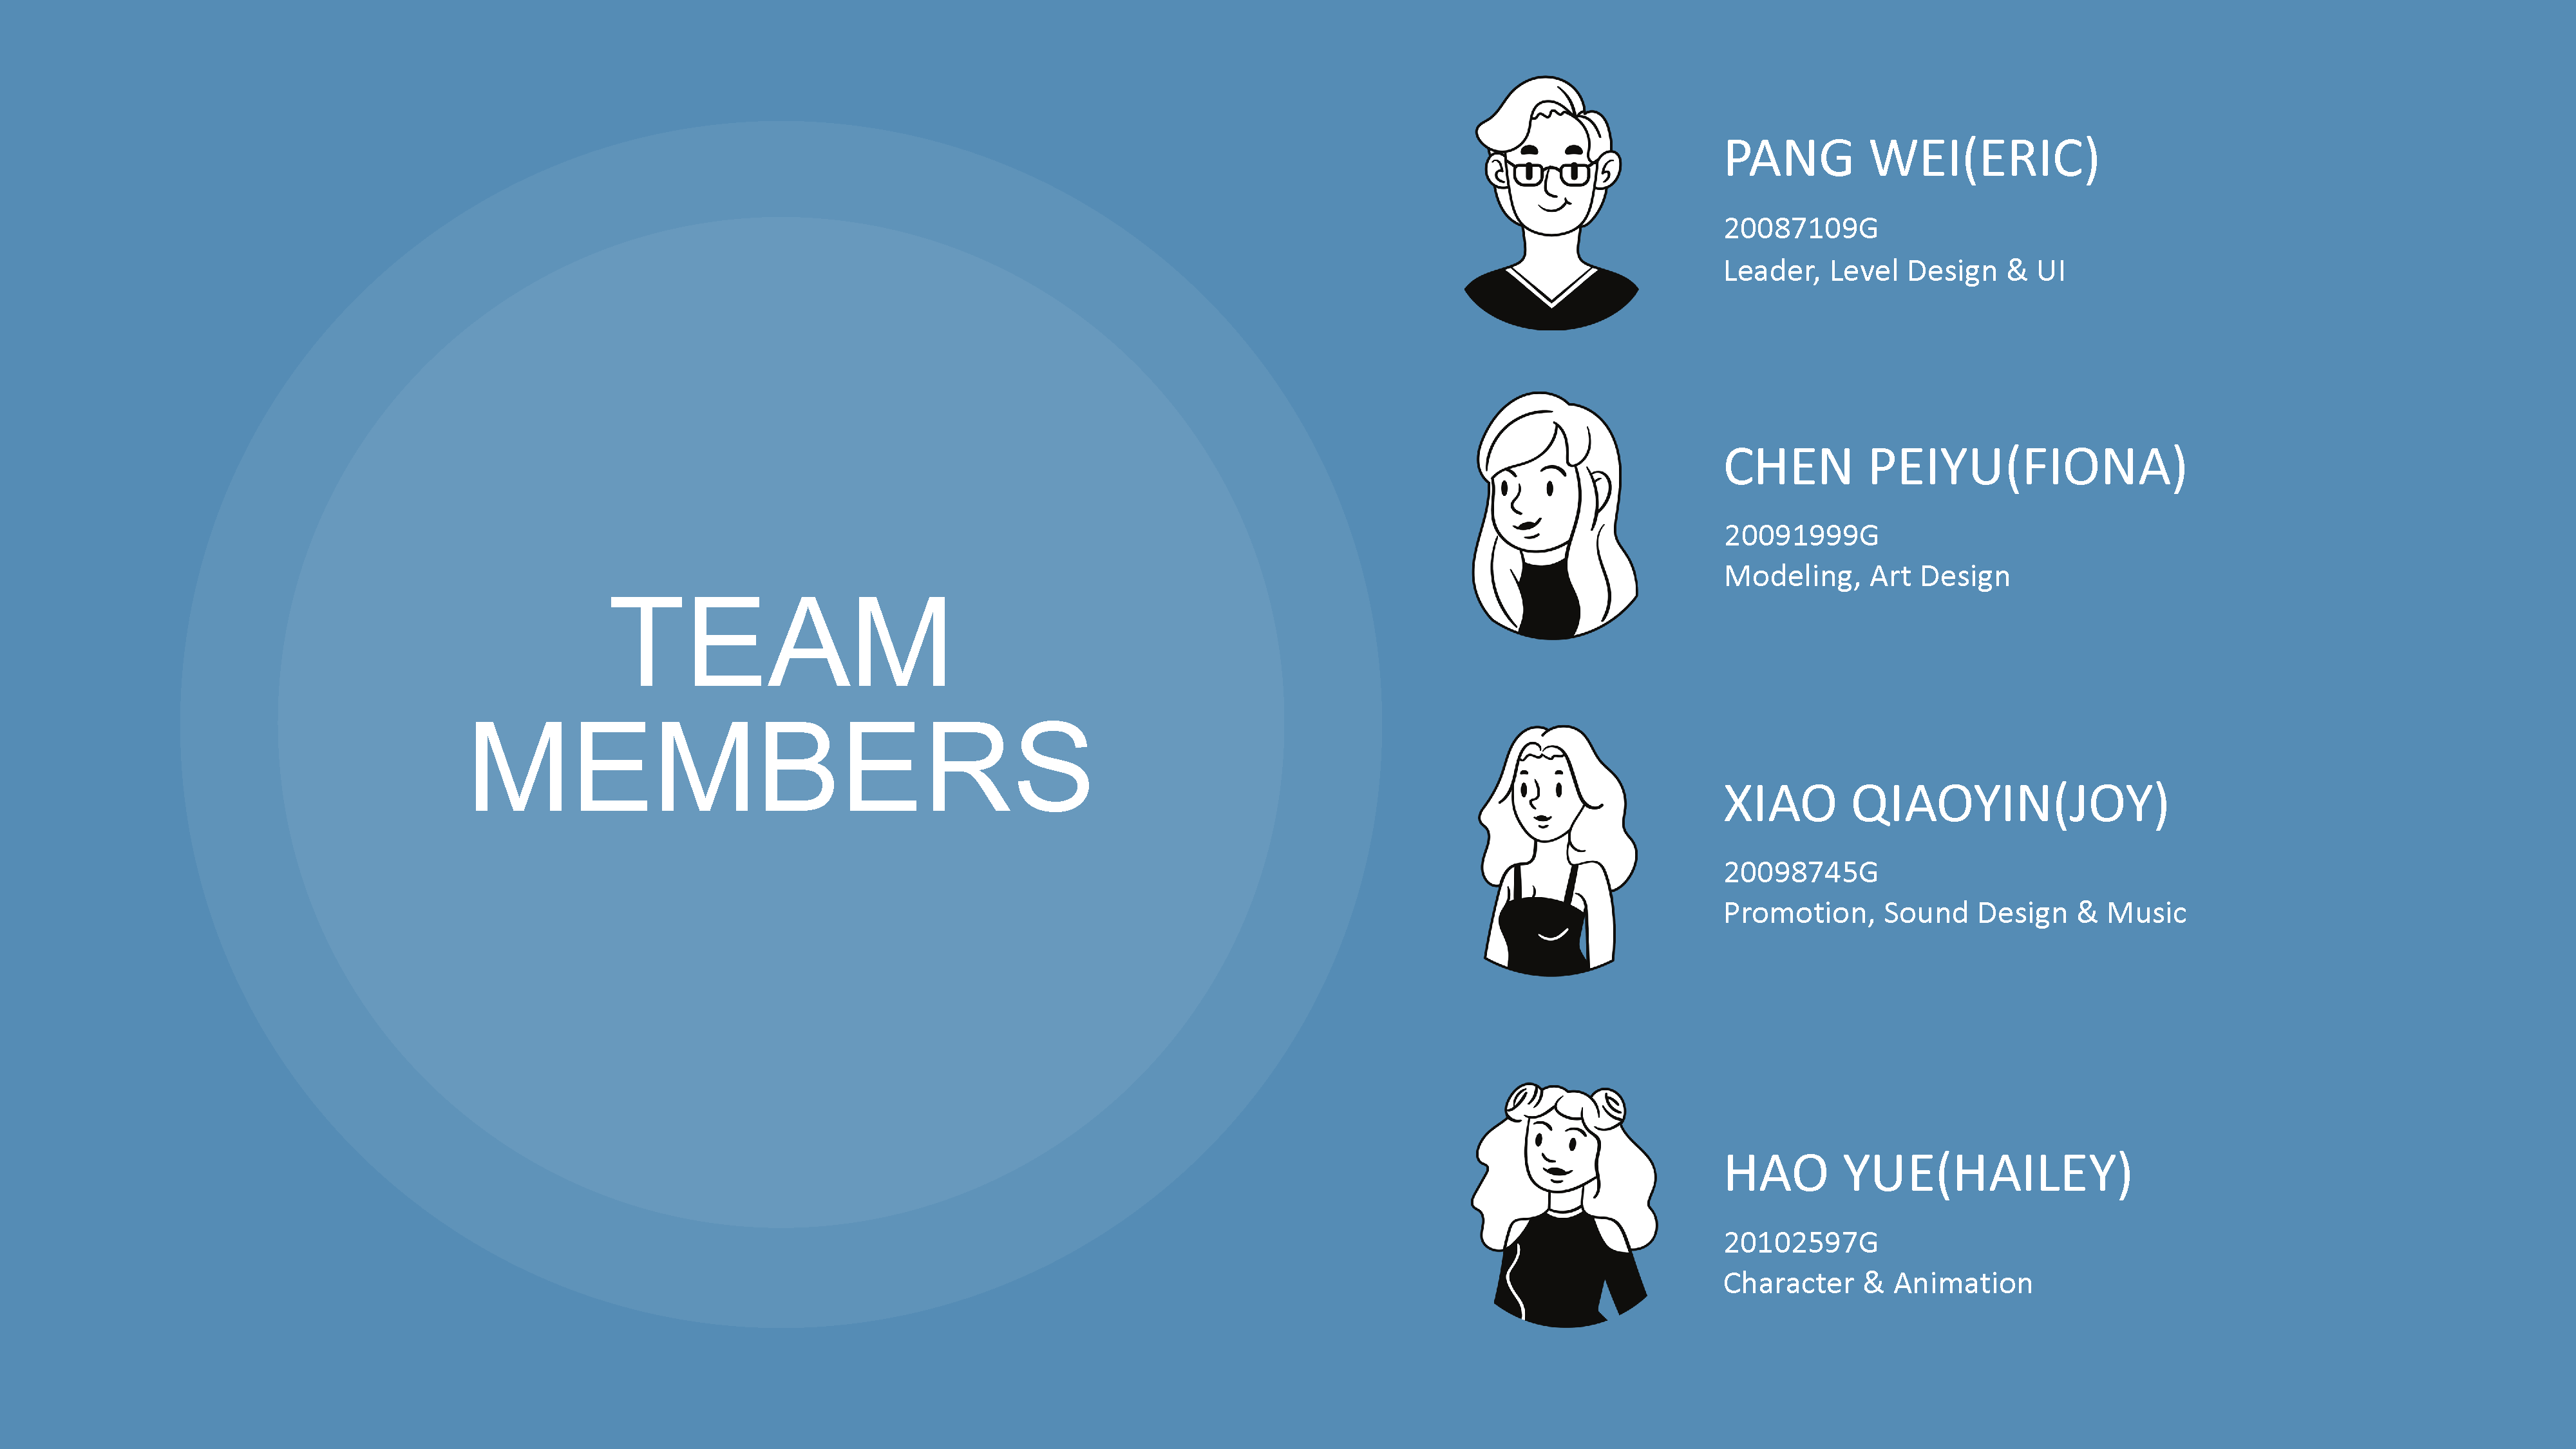 TEAM
MEMBERS
PANG WEI(ERIC)
20087109G
Leader, Level Design & UI
CHEN PEIYU(FIONA)
20091999G
Modeling, Art Design
XIAO QIAOYIN(JOY)
20098745G
Promotion, Sound Design & Music
HAO YUE(HAILEY)
20102597G
Character & Animation